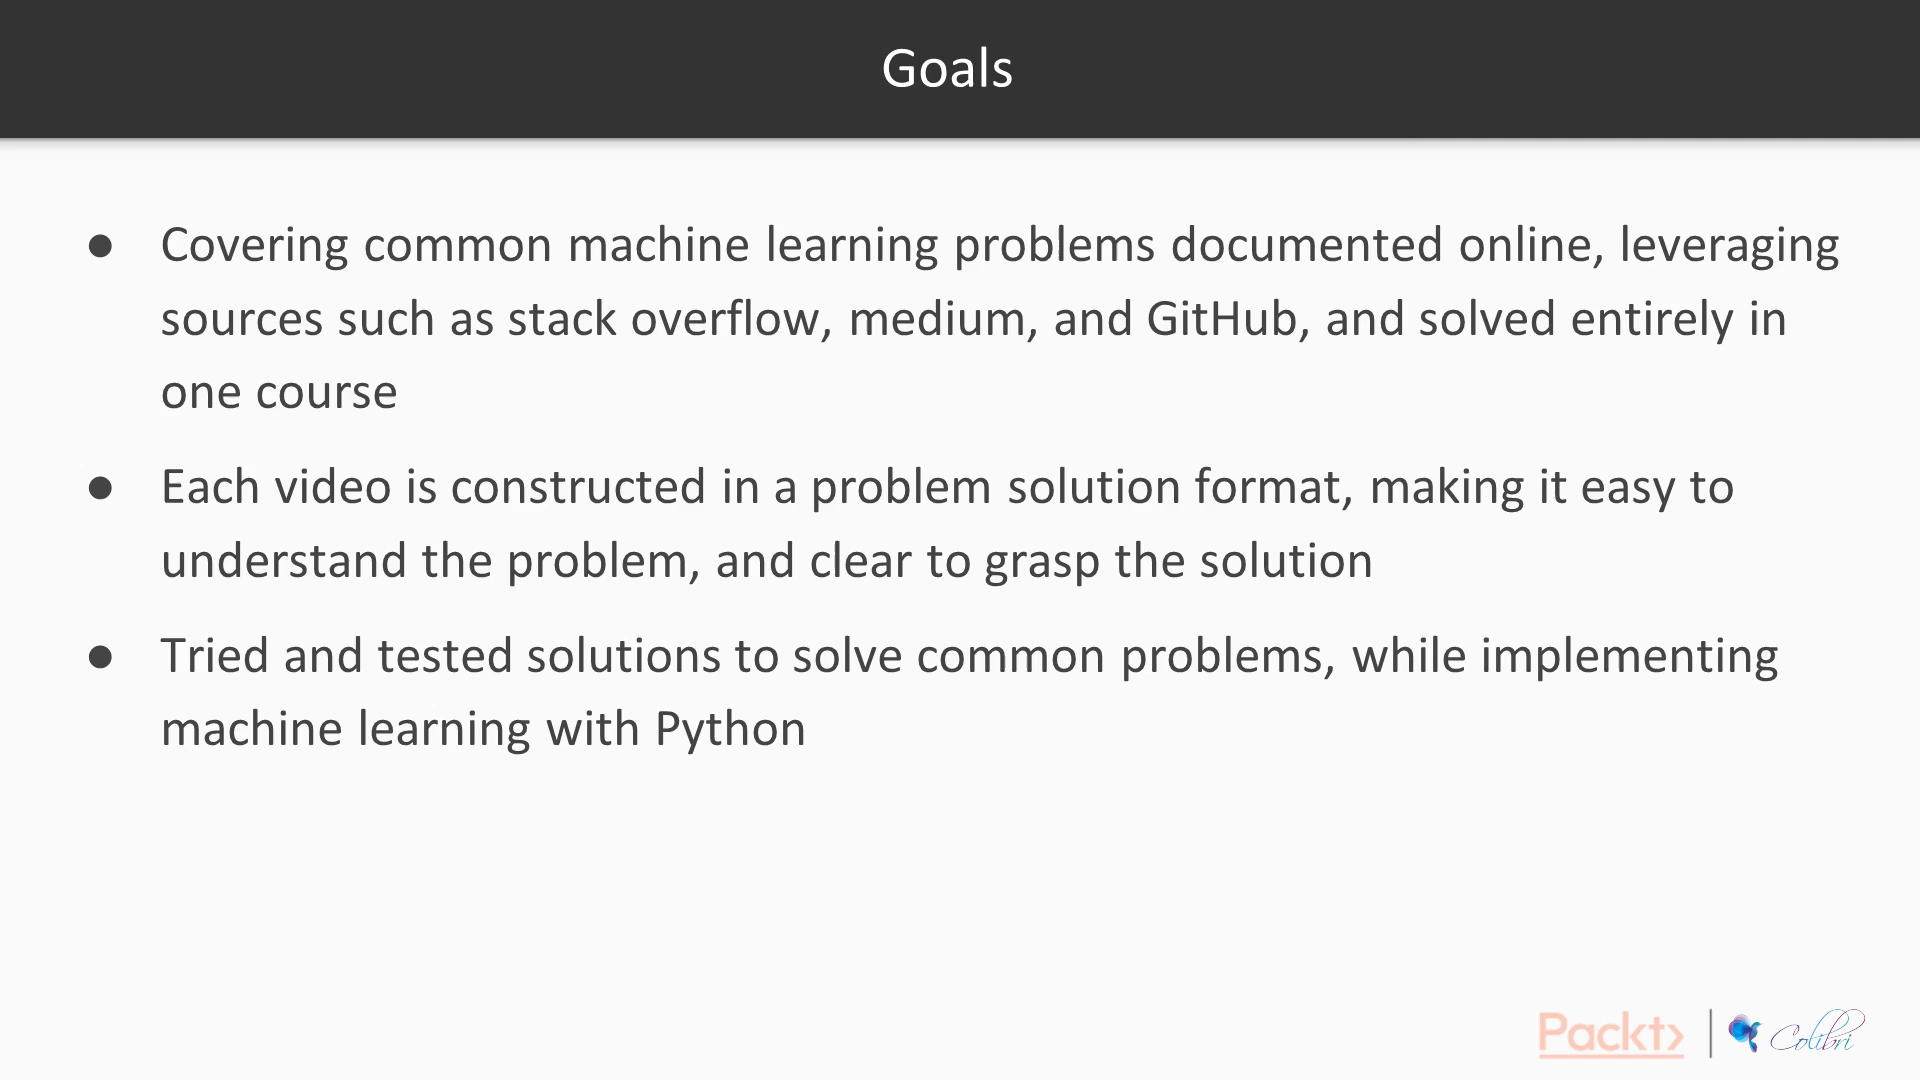 Goals
● Covering common machine learning problems documented online, leveraging
sources such as stack overflow, medium, and GitHub, and solved entirely in
one course
● Each video is constructed in a problem solution format, making it easy to
understand the problem, and clear to grasp the solution
● Tried and tested solutions to solve common problems, while implementing
machine learning with Python
Packt> | Colibri